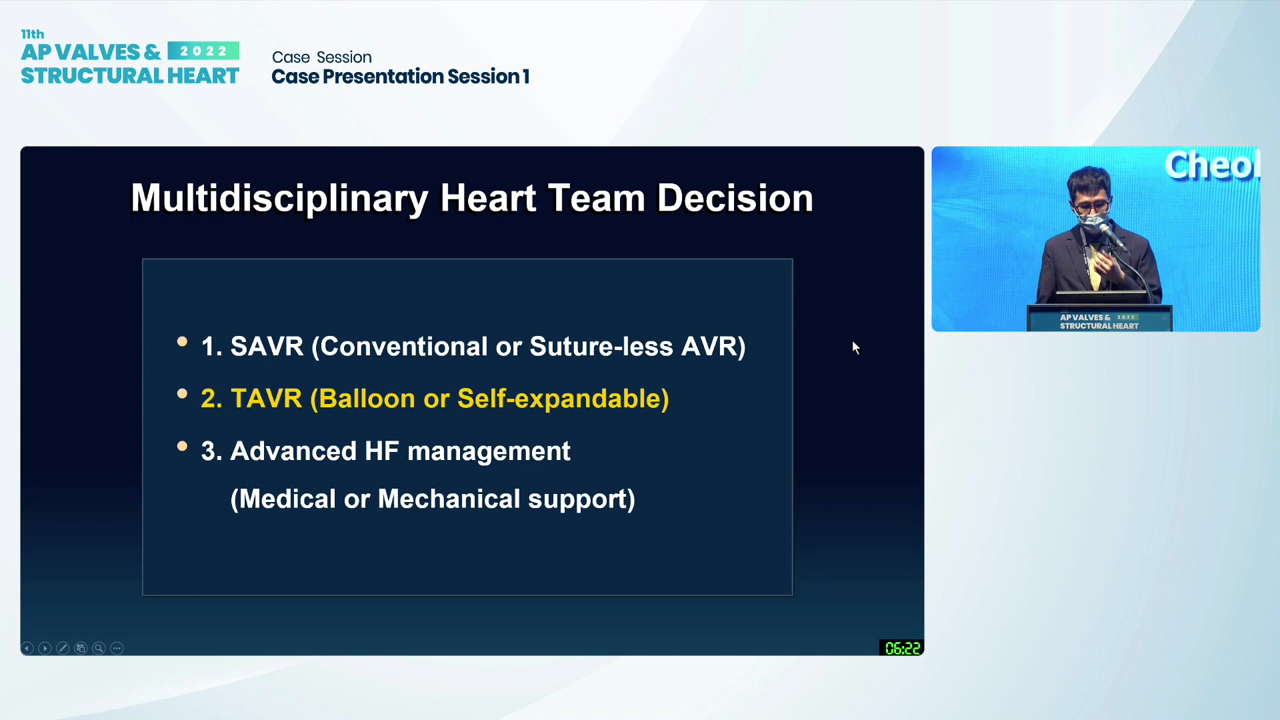 11th
AP VALVES & 2022
STRUCTURAL HEART
Case Session
Case Presentation Session 1
Multidisciplinary Heart Team Decision
• 1. SAVR (Conventional or Suture-less AVR)
• 2. TAVR (Balloon or Self-expandable)
• 3. Advanced HF management
(Medical or Mechanical support)
06:22
Cheol
AP VALVES & 2022
STRUCTURAL HEART